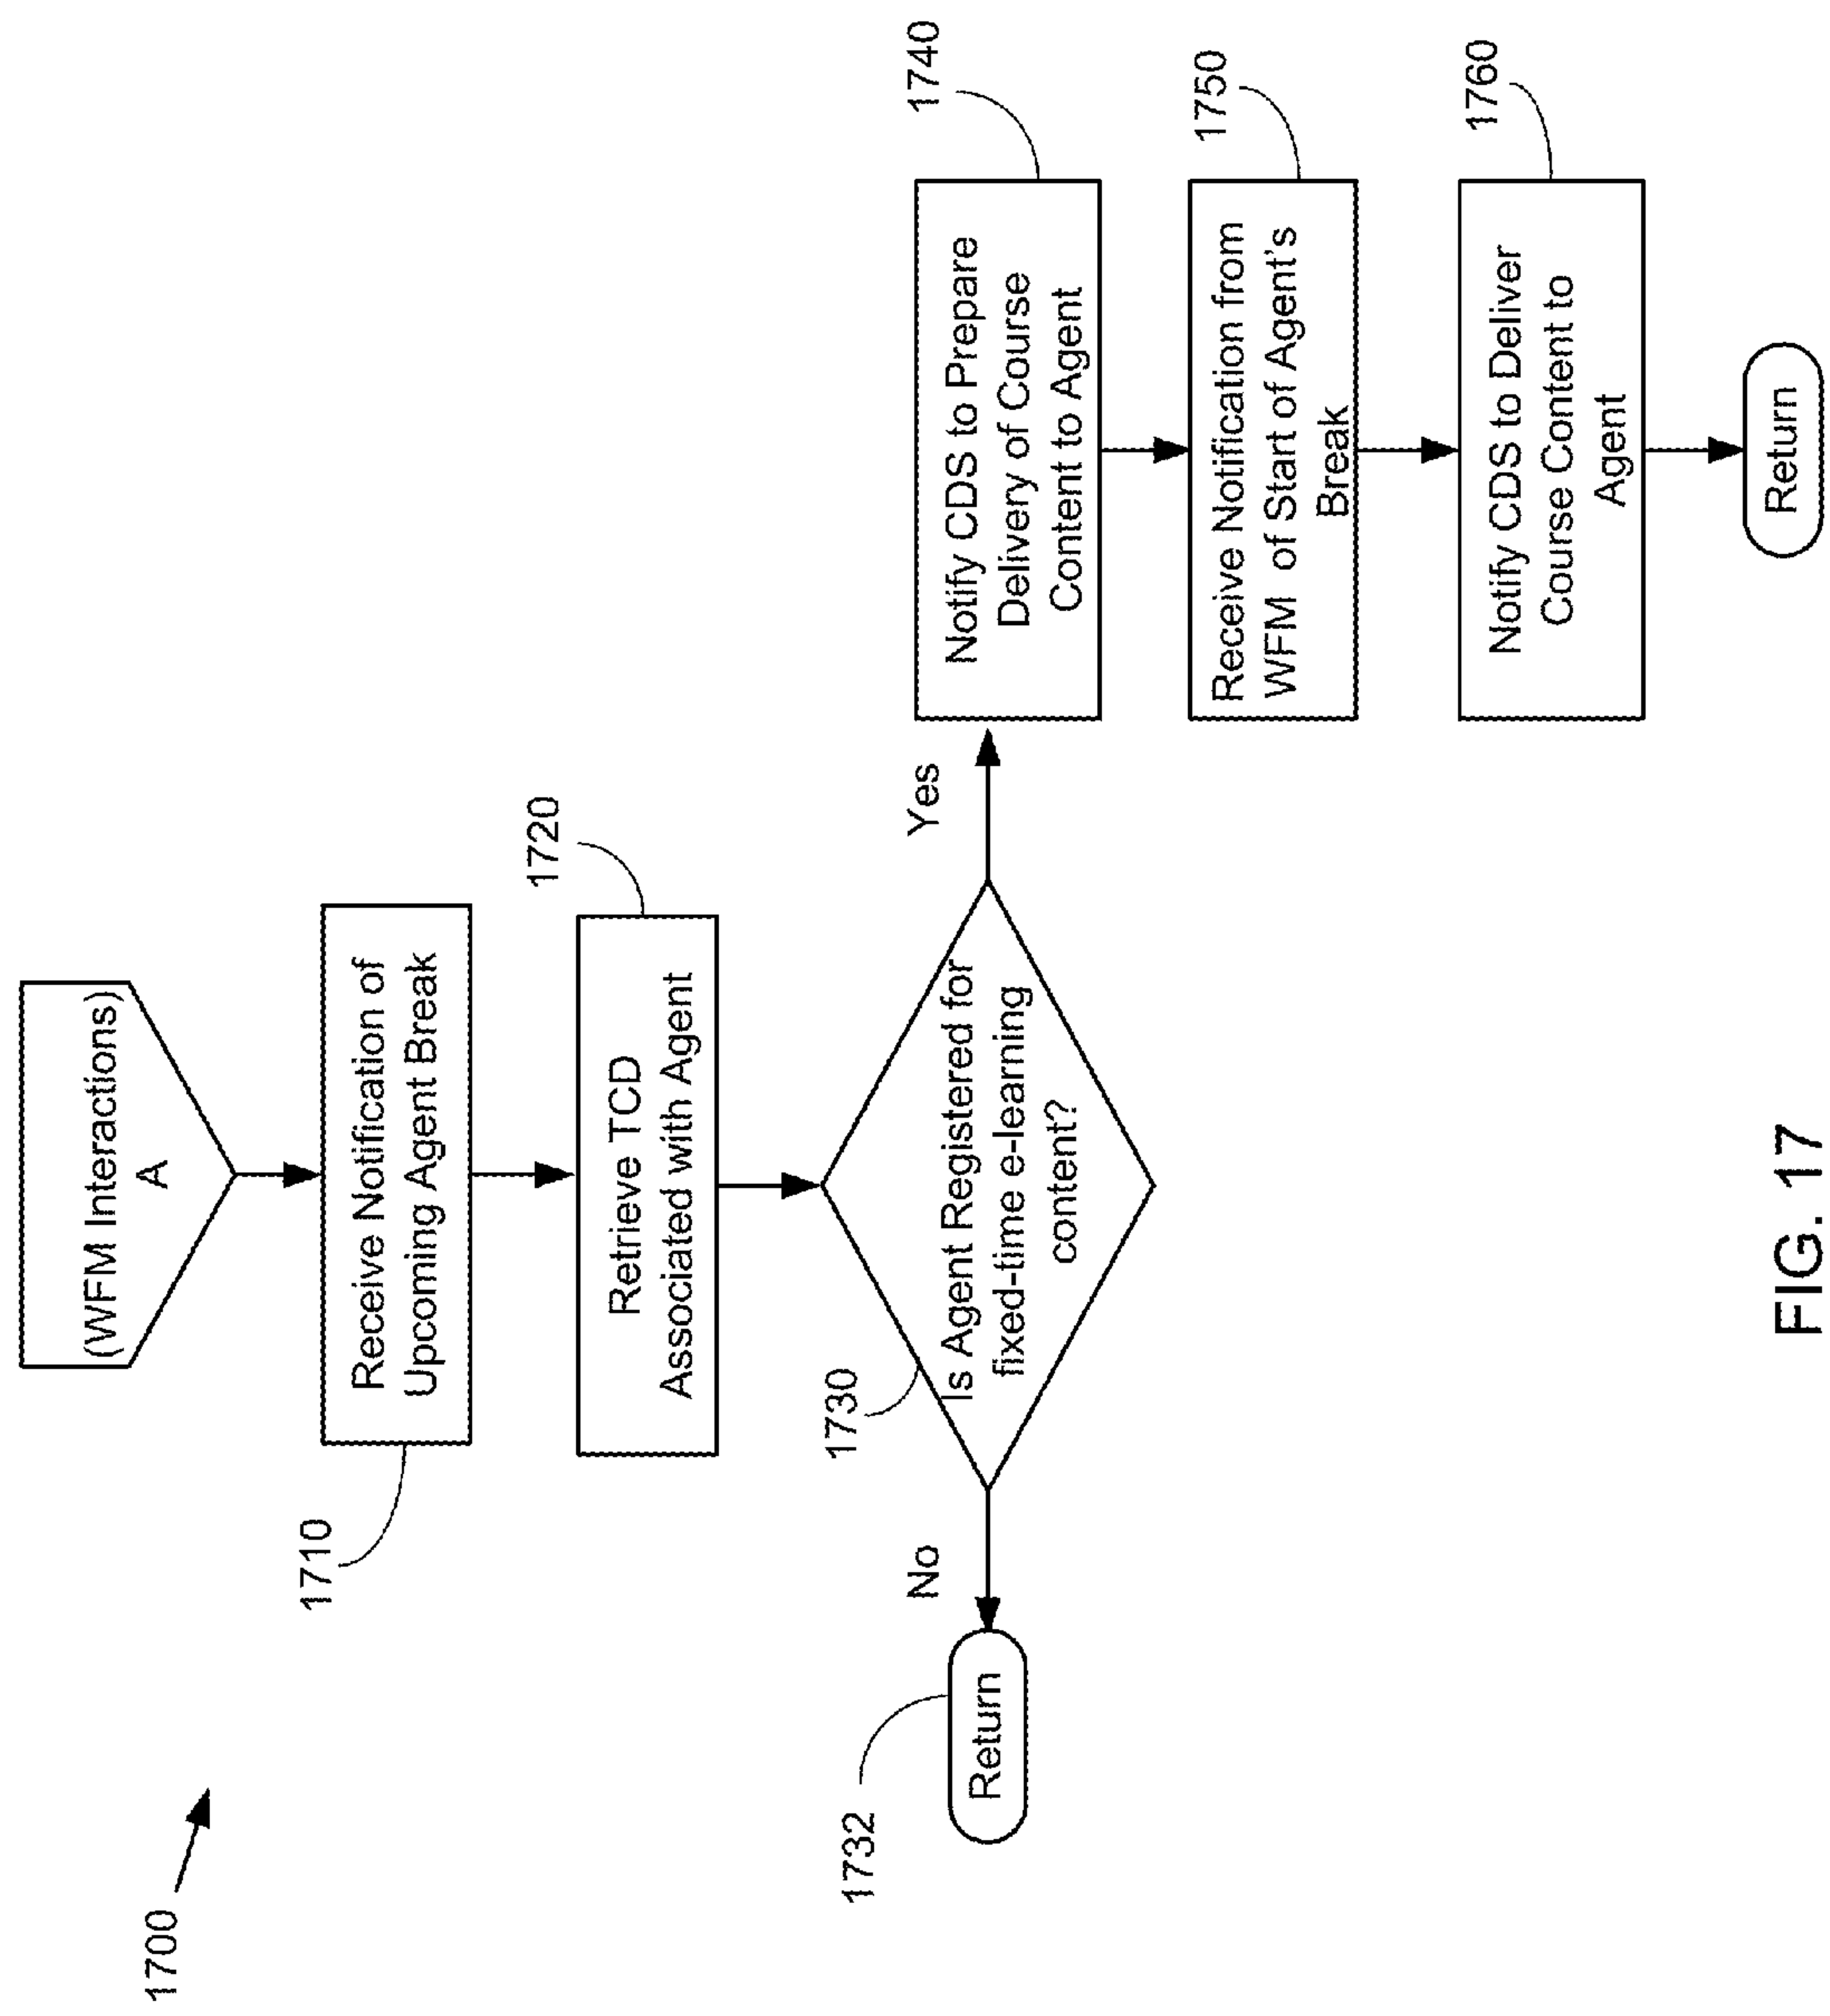 1700
(WFM Interactions)
A
1710
Receive Notification of
Upcoming Agent Break
1720
Retrieve TCD
Associated with Agent
1730
Is Agent Registered for
fixed-time e-learning
content?
No
1732
Return
Yes
1740
Notify CDS to Prepare
Delivery of Course
Content to Agent
1750
Receive Notification from
WFM of Start of Agent's
Break
1760
Notify CDS to Deliver
Course Content to
Agent
Return
FIG. 17